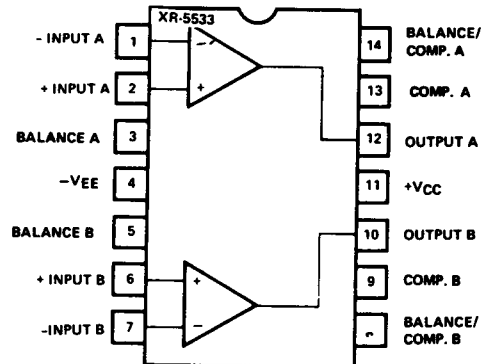 XR-5533
- INPUT A 1
+ INPUT A 2
BALANCE A 3
-VEE 4
BALANCE B 5
+ INPUT B 6
-INPUT B 7
-
+
+
-
14 BALANCE/
COMP. A
13 COMP. A
12 OUTPUT A
11 +VCC
10 OUTPUT B
9 COMP. B
BALANCE/
COMP. B